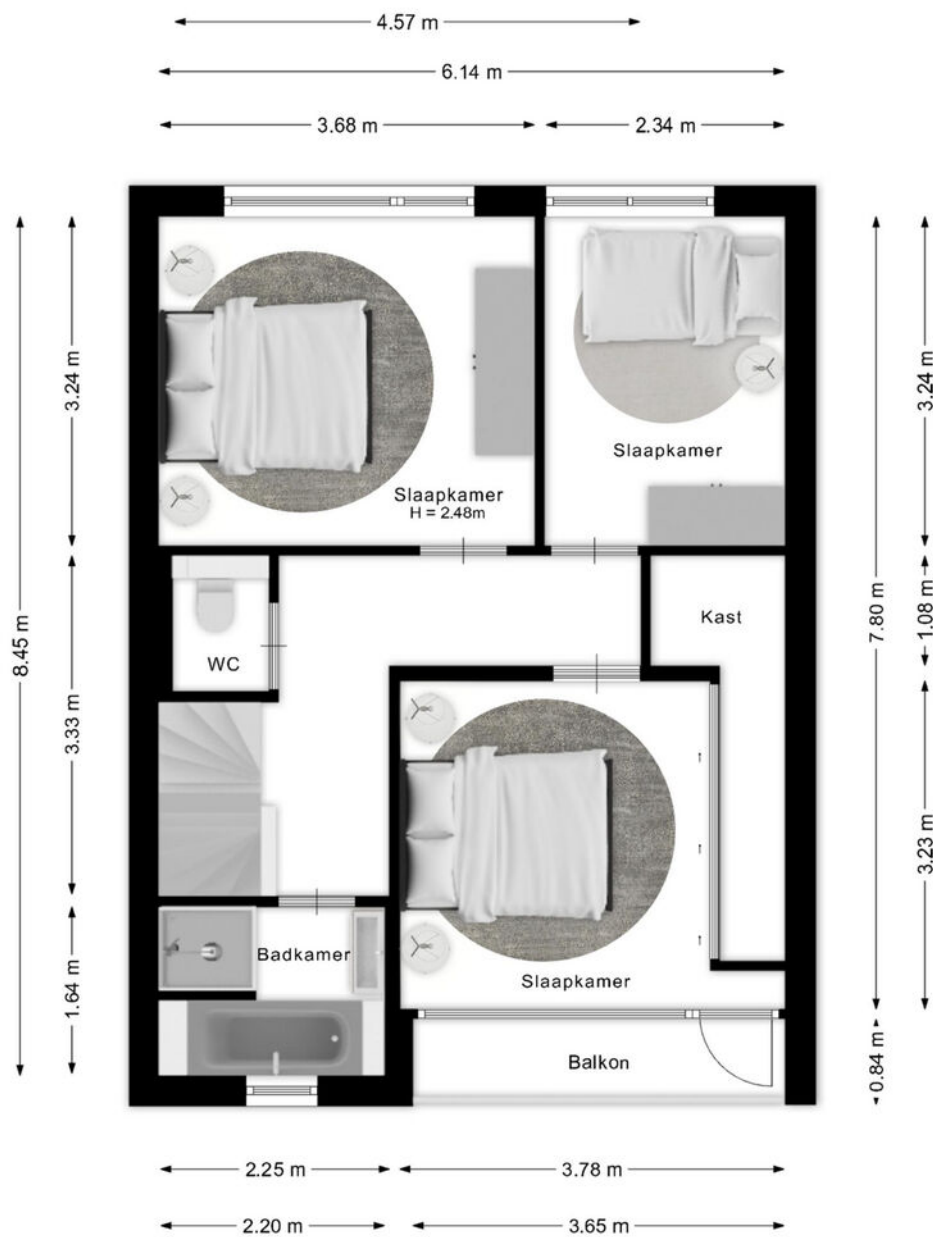 4.57 m
6.14 m
3.68 m
2.34 m
8.45 m
3.24 m
3.33 m
1.64 m
Slaapkamer
H = 2.48m
Slaapkamer
WC
Kast
Badkamer
Slaapkamer
Balkon
7.80 m
0.84 m
3.24 m
1.08 m
3.23 m
2.25 m
3.78 m
2.20 m
3.65 m